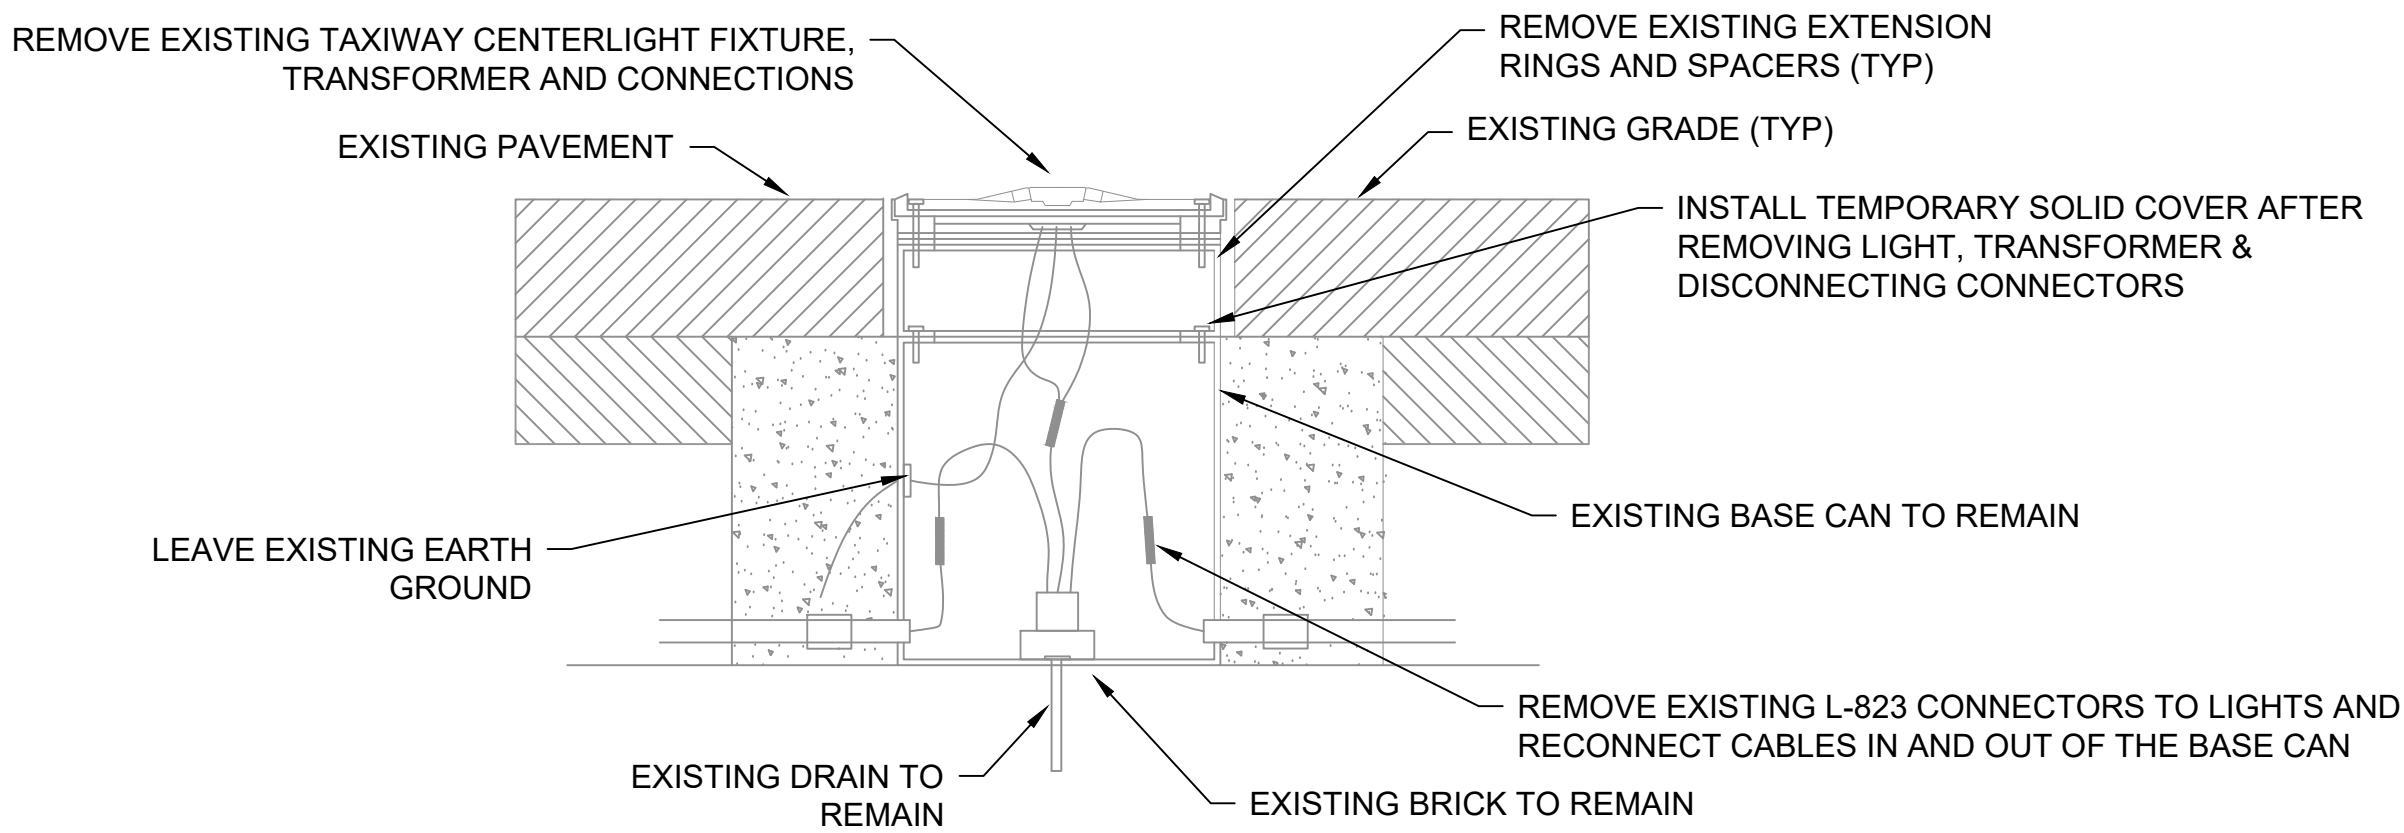 REMOVE EXISTING TAXIWAY CENTERLIGHT FIXTURE,
TRANSFORMER AND CONNECTIONS
EXISTING PAVEMENT
REMOVE EXISTING EXTENSION
RINGS AND SPACERS (TYP)
EXISTING GRADE (TYP)
INSTALL TEMPORARY SOLID COVER AFTER
REMOVING LIGHT, TRANSFORMER &
DISCONNECTING CONNECTORS
EXISTING BASE CAN TO REMAIN
LEAVE EXISTING EARTH
GROUND
REMOVE EXISTING L-823 CONNECTORS TO LIGHTS AND
RECONNECT CABLES IN AND OUT OF THE BASE CAN
EXISTING DRAIN TO
REMAIN
EXISTING BRICK TO REMAIN